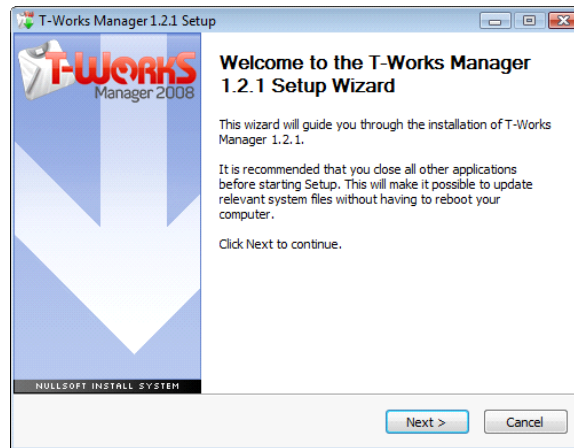 T-Works Manager 1.2.1 Setup
T-WORKS
Manager 2008
Welcome to the T-Works Manager
1.2.1 Setup Wizard
This wizard will guide you through the installation of T-Works
Manager 1.2.1.
It is recommended that you close all other applications
before starting Setup. This will make it possible to update
relevant system files without having to reboot your
computer.
Click Next to continue.
NULLSOFT INSTALL SYSTEM
Next >
Cancel